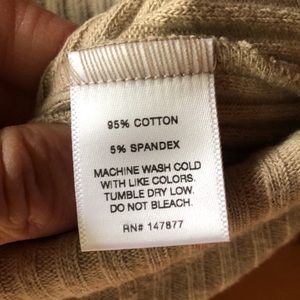 95% COTTON
5% SPANDEX
MACHINE WASH COLD
WITH LIKE COLORS.
TUMBLE DRY LOW.
DO NOT BLEACH.
RN# 147877